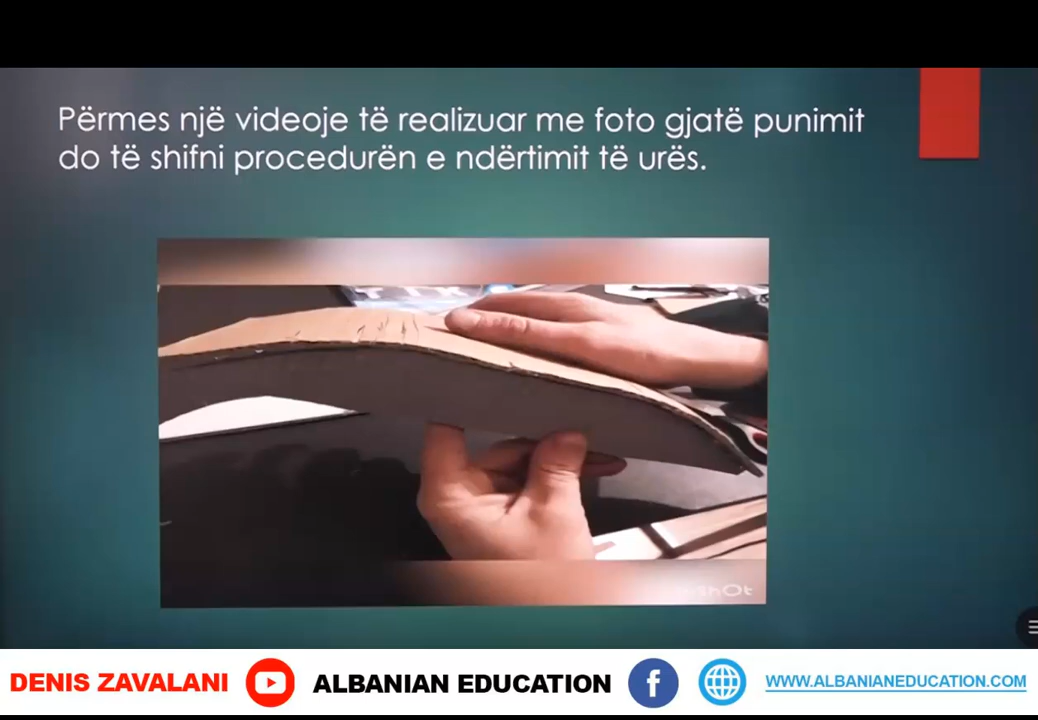 Përmes një videoje të realizuar me foto gjatë punimit
do të shifni procedurën e ndërtimit të urës.
DENIS ZAVALANI ALBANIAN EDUCATION WWW.ALBANIANEDUCATION.COM